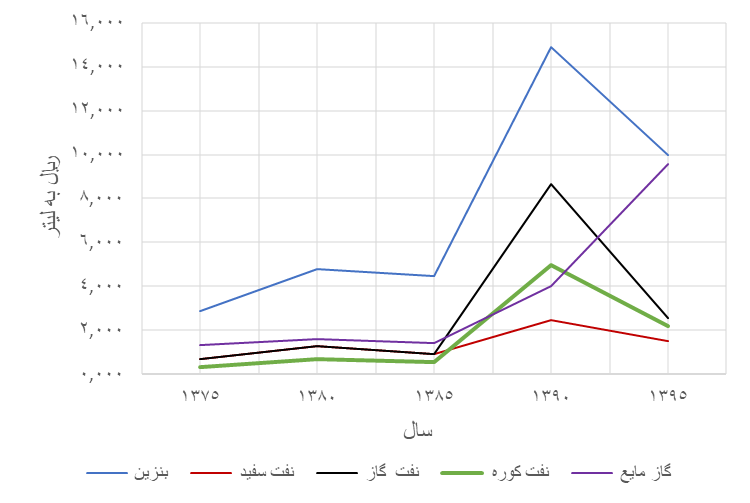 ۱۶,۰۰۰
۱۴,۰۰۰
۱۲,۰۰۰
۱۰,۰۰۰
۸,۰۰۰
۶,۰۰۰
۴,۰۰۰
۲,۰۰۰
۰,۰۰۰
ریال به لیتر
۱۳۷۵ ۱۳۸۰ ۱۳۸۵ ۱۳۹۰ ۱۳۹۵
سال
بنزین نفت سفید نفت گاز نفت کوره گاز مایع